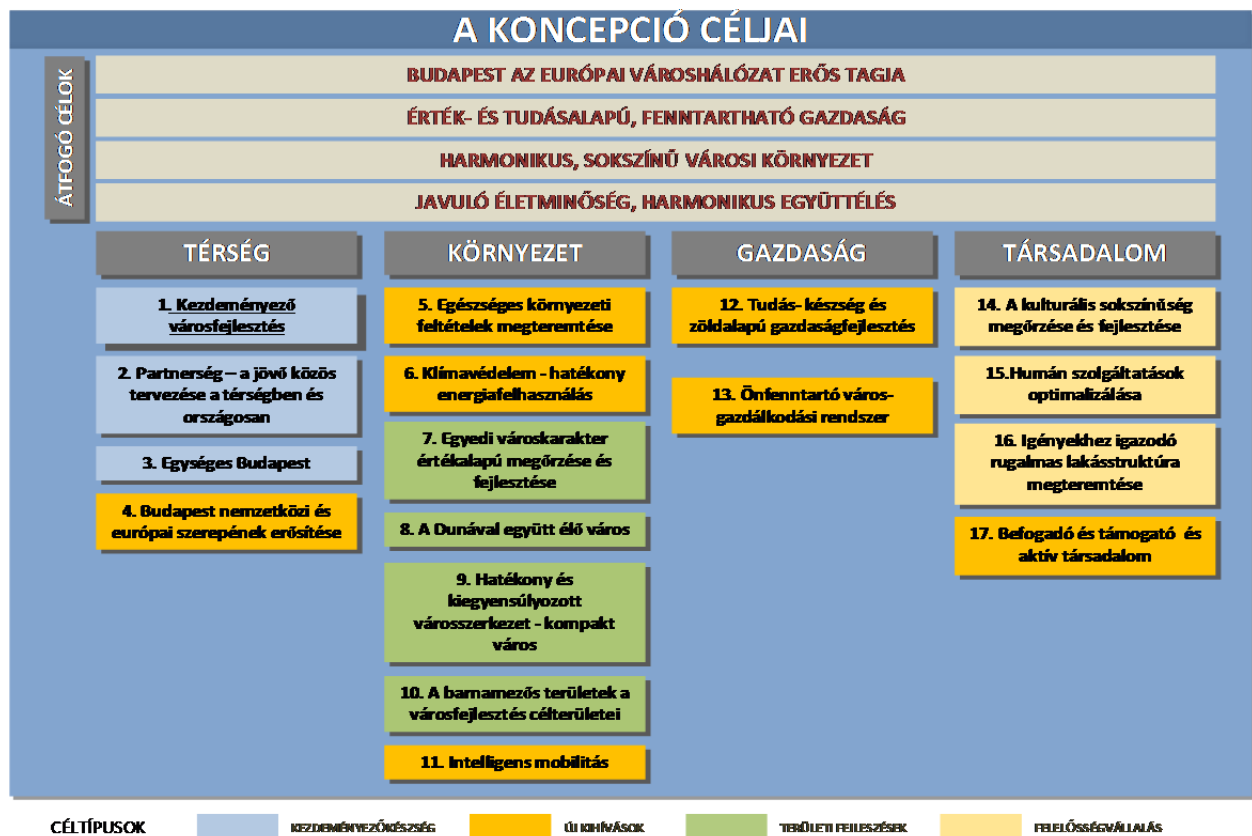 A KONCEPCIÓ CÉLJAI
ÁTFOGÓ CÉLOK
BUDAPEST AZ EURÓPAI VÁROSHÁLÓZAT ERŐS TAGJA
ÉRTÉK- ÉS TUDÁSALAPÚ, FENNTARTHATÓ GAZDASÁG
HARMONIKUS, SOKSZÍNŰ VÁROSI KÖRNYEZET
JAVULÓ ÉLETMINŐSÉG, HARMONIKUS EGYÜTTÉLÉS
TÉRSÉG
1. Kezdeményező
városfejlesztés
2. Partnerség – a jövő közös
tervezése a térségben és
országosan
3. Egységes Budapest
4. Budapest nemzetközi és
európai szerepének erősítése
KÖRNYEZET
5. Egészséges környezeti
feltételek megteremtése
6. Klímavédelem - hatékony
energiafelhasználás
7. Egyedi városkarakter
értékalapú megőrzése és
fejlesztése
8. A Dunával együtt élő város
9. Hatékony és
kiegyensúlyozott
városszerkezet - kompakt
város
10. A barnamezős területek a
városfejlesztés célterületei
11. Intelligens mobilitás
GAZDASÁG
12. Tudás- készség és
zöldalapú gazdaságfejlesztés
13. Önfenntartó város-
gazdálkodási rendszer
TÁRSADALOM
14. A kulturális sokszínűség
megőrzése és fejlesztése
15.Humán szolgáltatások
optimalizálása
16. Igényekhez igazodó
rugalmas lakásstruktúra
megteremtése
17. Befogadó és támogató és
aktív társadalom
CÉLTÍPUSOK
KEZDEMÉNYEZŐKÉSZSÉG
ÚJ KIHÍVÁSOK
TERÜLETI FEJLESZÉSEK
FELELŐSSÉGVÁLLALÁS